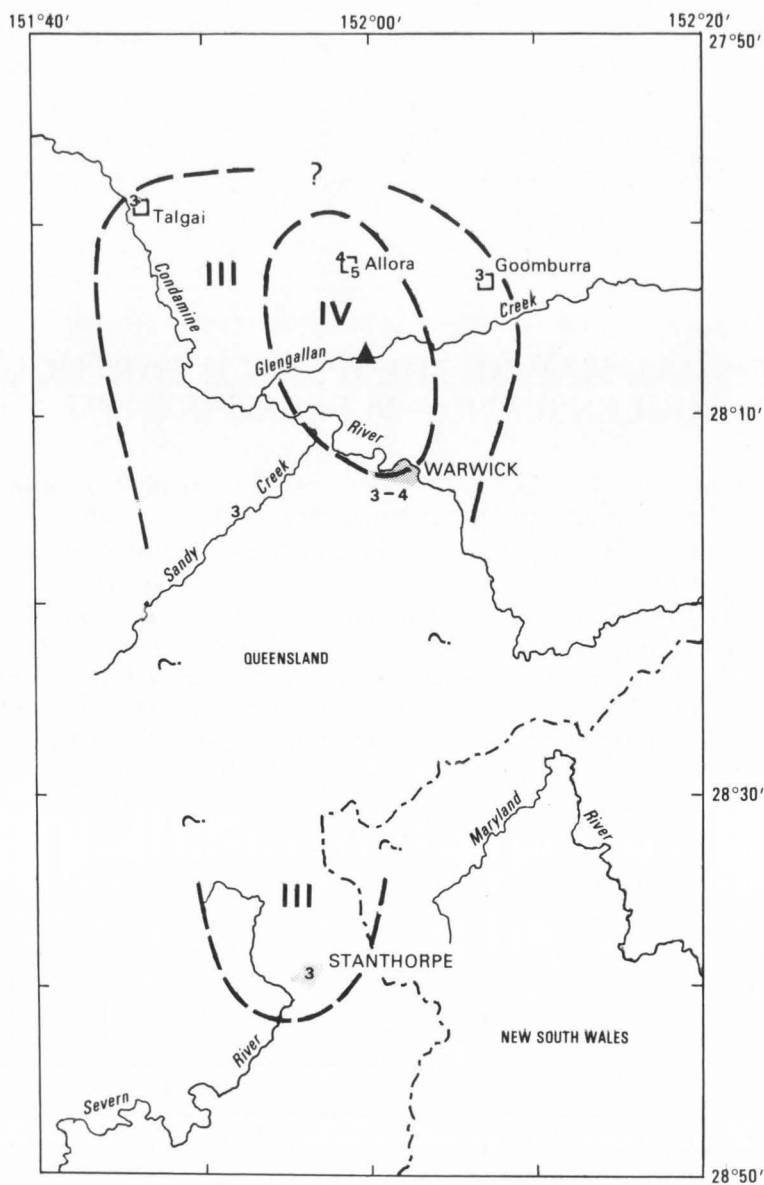 151°40' 152°00' 152°20'
27°50'
?
3
Talgai
4
5 Allora
3 Goomburra
III
IV
Condamine
Glengallan Creek
28°10'
River
WARWICK
3-4
Sandy Creek
3
?
QUEENSLAND
?
28°30'
?
Maryland River
?
III
3
STANTHORPE
NEW SOUTH WALES
Severn River
28°50'